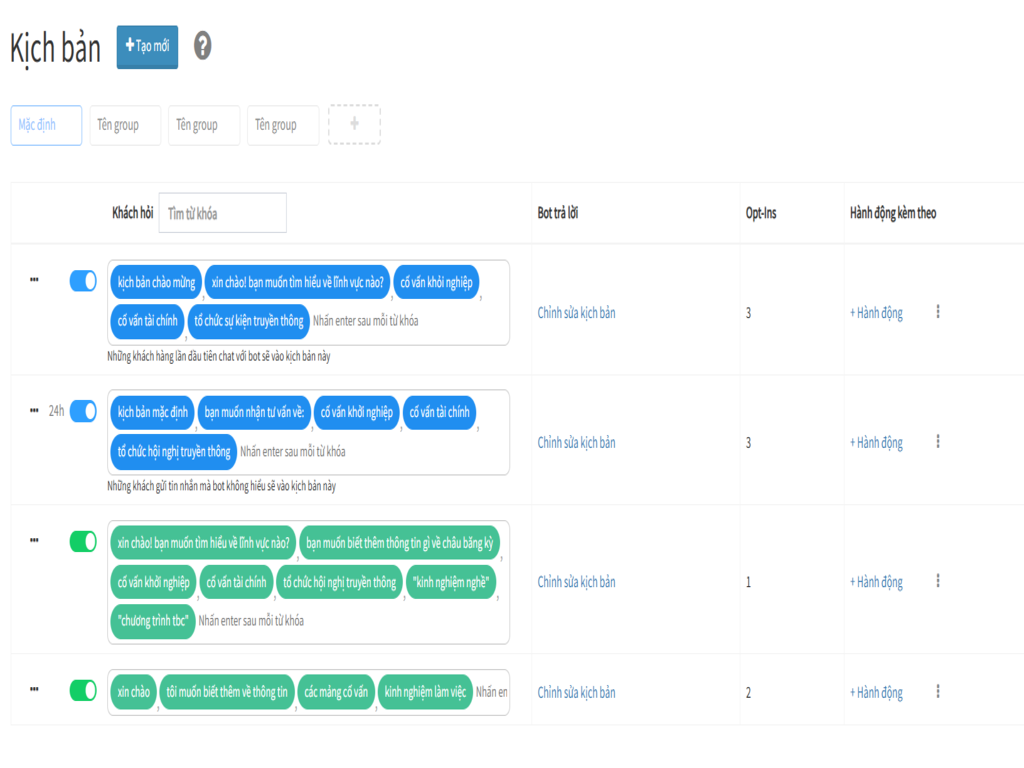 Kịch bản
+ Tạo mới
?
Mặc định Tên group Tên group Tên group +
Khách hỏi Tìm từ khóa Bot trả lời Opt-Ins Hành động kèm theo
kịch bản chào mừng , xin chào! bạn muốn tìm hiểu về lĩnh vực nào? , cố vấn khỏi nghiệp ,
cố vấn tài chính , tổ chức sự kiện truyền thông Nhấn enter sau mỗi từ khóa
Những khách hàng lần đầu tiên chat với bot sẽ vào kịch bản này
Chỉnh sửa kịch bản 3 + Hành động
24h
kịch bản mặc định , bạn muốn nhận tư vấn về: , cố vấn khởi nghiệp , cố vấn tài chính ,
tổ chức hội nghị truyền thông Nhấn enter sau mỗi từ khóa
Những khách gửi tin nhắn mà bot không hiểu sẽ vào kịch bản này
Chỉnh sửa kịch bản 3 + Hành động
xin chào! bạn muốn tìm hiểu về lĩnh vực nào? , bạn muốn biết thêm thông tin gì về châu băng kỳ ,
cố vấn khởi nghiệp , cố vấn tài chính , tổ chức hội nghị truyền thông , "kinh nghiệm nghề" ,
"chương trình tbc" Nhấn enter sau mỗi từ khóa
Chỉnh sửa kịch bản 1 + Hành động
xin chào , tôi muốn biết thêm về thông tin , các mảng cố vấn , kinh nghiệm làm việc Nhấn en
Chỉnh sửa kịch bản 2 + Hành động